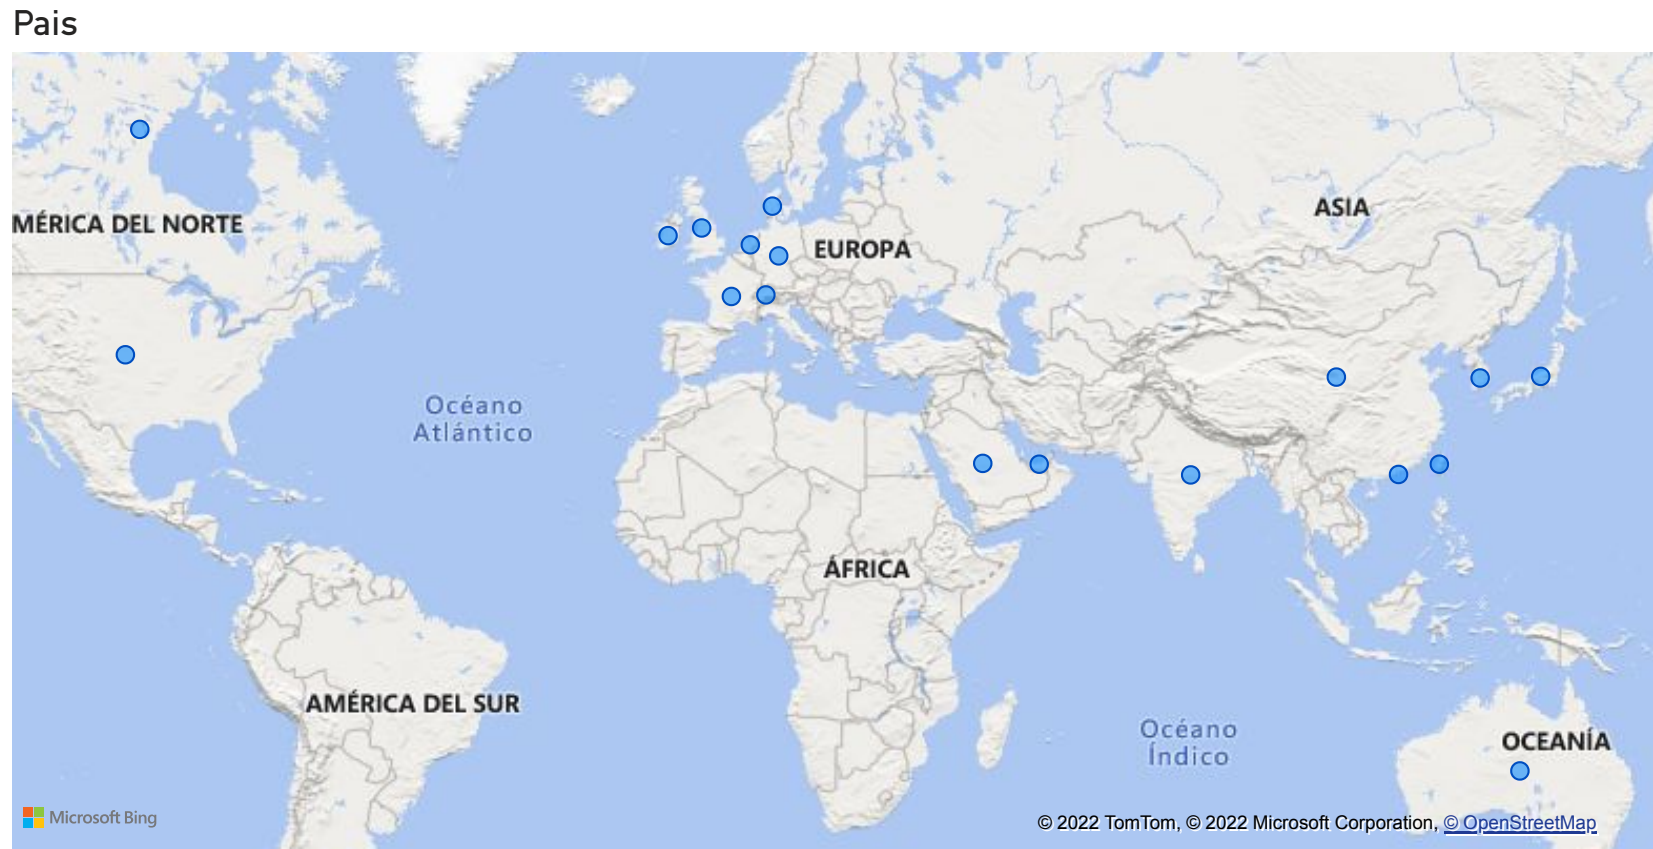 Pais
MÉRICA DEL NORTE
ASIA
EUROPA
Océano
Atlántico
ÁFRICA
AMÉRICA DEL SUR
Océano
Índico
OCEANÍA
Microsoft Bing
© 2022 TomTom, © 2022 Microsoft Corporation, © OpenStreetMap